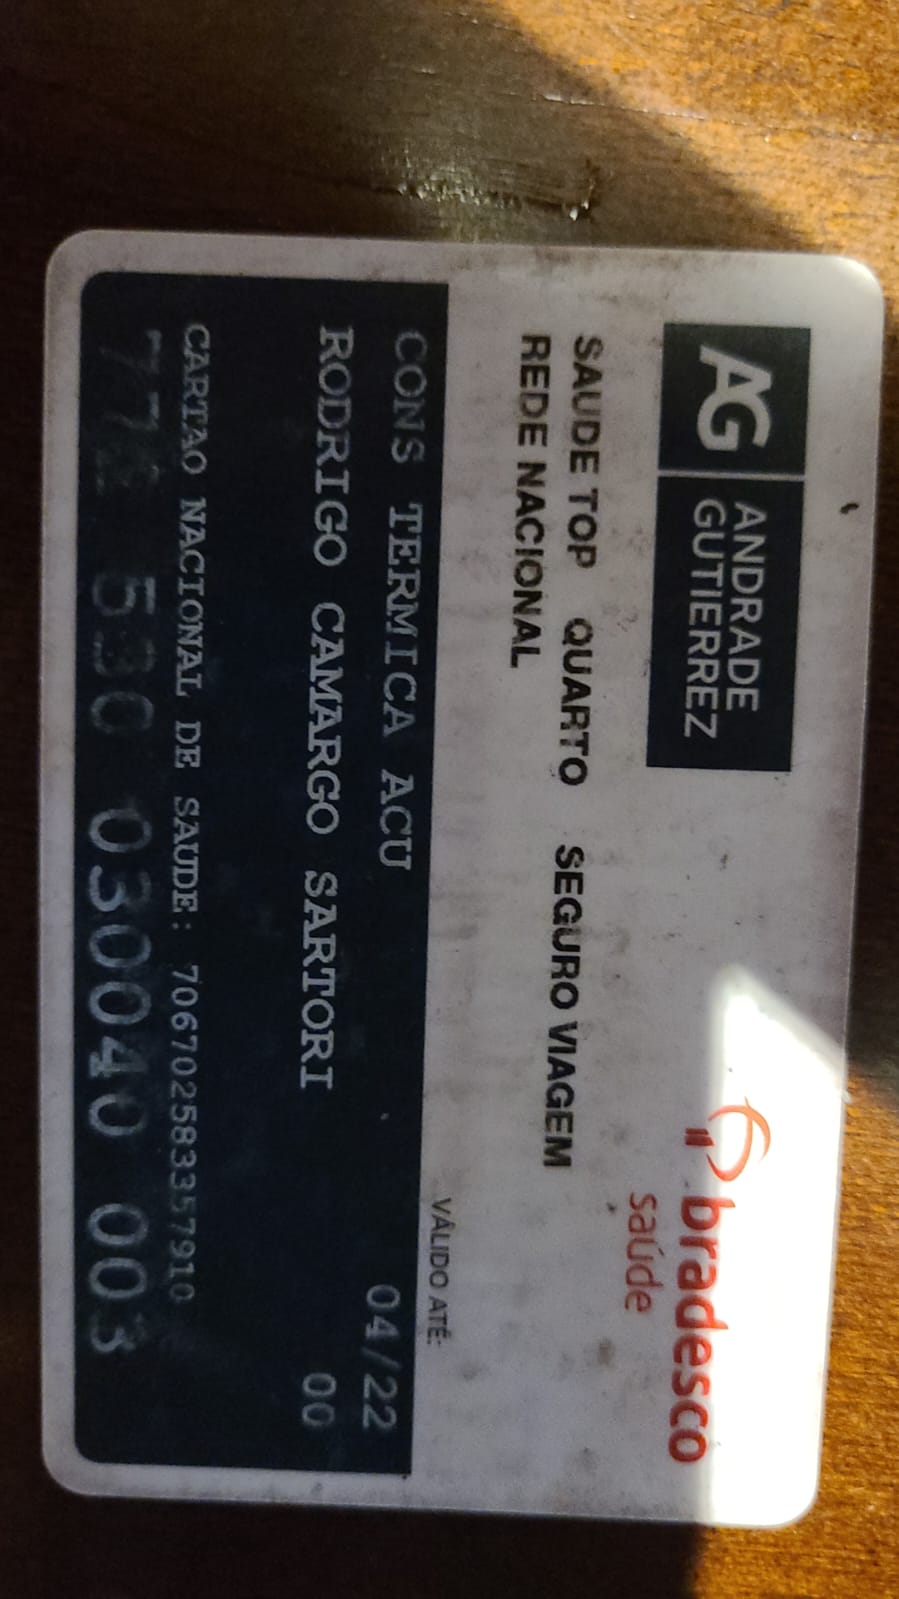 AG ANDRADE
GUTIERREZ
bradesco
saúde
SAUDE TOP QUARTO SEGURO VIAGEM
REDE NACIONAL
VÁLIDO ATÉ:
CONS TERMICA ACU 04/22
RODRIGO CAMARGO SARTORI 00
CARTAO NACIONAL DE SAUDE: 706702583357910
530 030040 003